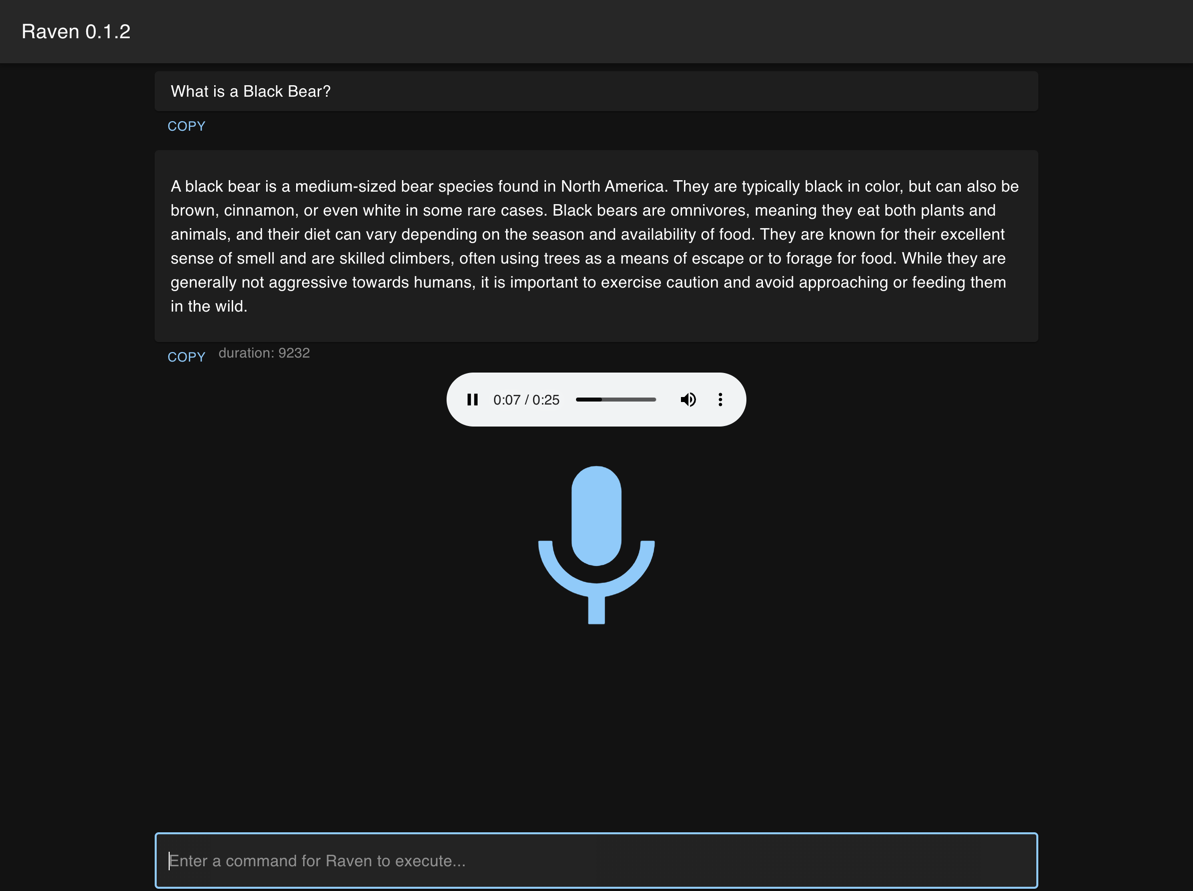 Raven 0.1.2
What is a Black Bear?
COPY
A black bear is a medium-sized bear species found in North America. They are typically black in color, but can also be
brown, cinnamon, or even white in some rare cases. Black bears are omnivores, meaning they eat both plants and
animals, and their diet can vary depending on the season and availability of food. They are known for their excellent
sense of smell and are skilled climbers, often using trees as a means of escape or to forage for food. While they are
generally not aggressive towards humans, it is important to exercise caution and avoid approaching or feeding them
in the wild.
COPY duration: 9232
0:07 / 0:25
Enter a command for Raven to execute...